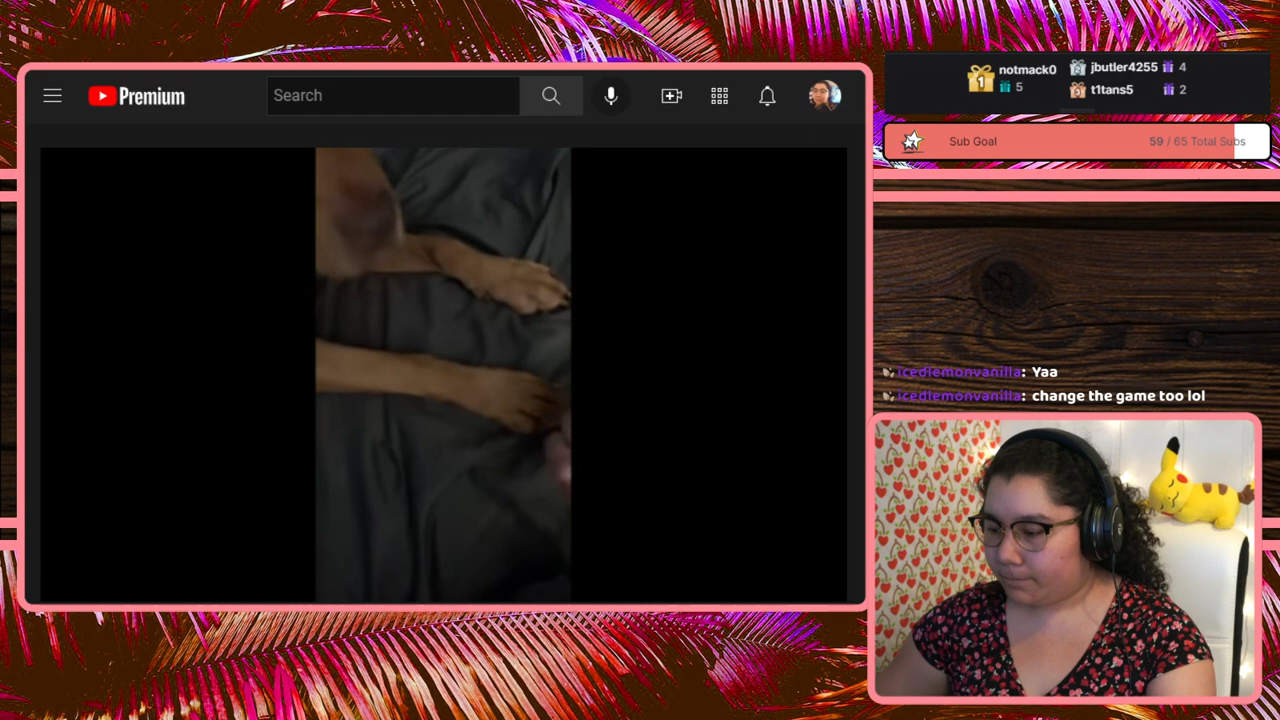 Premium
Search
notmack0
5
jbutler4255 4
t1tans5 2
Sub Goal
59 / 65 Total Subs
icedlemonvanilla: Yaa
icedlemonvanilla: change the game too lol